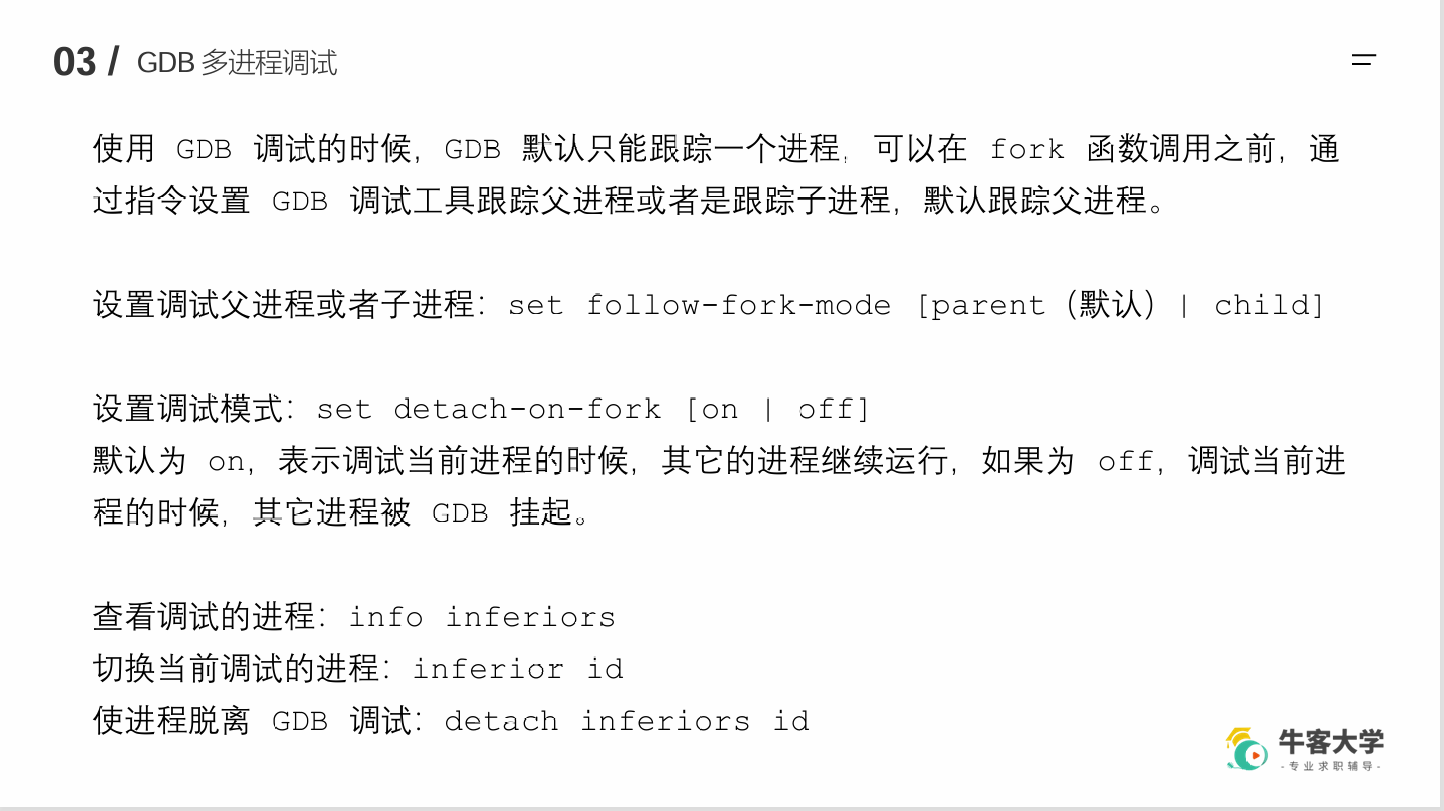 03 / GDB 多进程调试
使用 GDB 调试的时候，GDB 默认只能跟踪一个进程，可以在 fork 函数调用之前，通
过指令设置 GDB 调试工具跟踪父进程或者是跟踪子进程，默认跟踪父进程。
设置调试父进程或者子进程：set follow-fork-mode [parent（默认）| child]
设置调试模式：set detach-on-fork [on | off]
默认为 on，表示调试当前进程的时候，其它的进程继续运行，如果为 off，调试当前进
程的时候，其它进程被 GDB 挂起。
查看调试的进程：info inferiors
切换当前调试的进程：inferior id
使进程脱离 GDB 调试：detach inferiors id
牛客大学
-专业求职辅导-